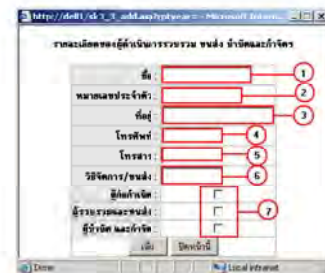 http://dell1/sk3_3_add.asp?ptyear= - Microsoft Intern...
รายละเอียดของผู้ดำเนินการรวบรวม ขนส่ง บำบัดและกำจัดฯ
ชื่อ : 1
หมายเลขประจำตัว : 2
ที่อยู่ : 3
โทรศัพท์ : 4
โทรสาร : 5
วิธีจัดการ/ขนส่ง : 6
ผู้ก่อกำเนิด :
ผู้รวบรวมและขนส่ง : 7
ผู้บำบัด และกำจัด :
เพิ่ม ปิดหน้านี้
Done Local intranet